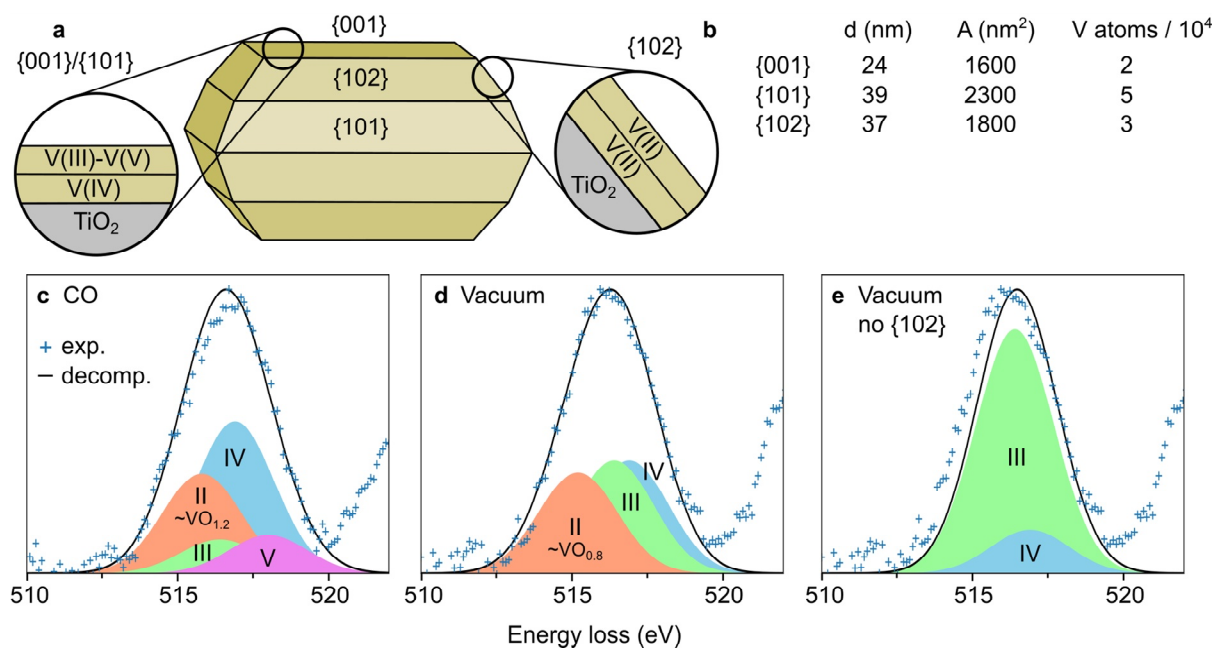 a
{001}
{001}/{101}
{102}
{102}
{101}
V(III)-V(V)
V(IV)
TiO₂
V(II)
V(II)
TiO₂
b
d (nm) A (nm²) V atoms / 10⁴
{001} 24 1600 2
{101} 39 2300 5
{102} 37 1800 3
c CO
+ exp.
— decomp.
IV
II
~VO₁.₂
III
V
510 515 520
d Vacuum
IV
III
II
~VO₀.₈
510 515 520
e Vacuum
no {102}
III
IV
510 515 520
Energy loss (eV)